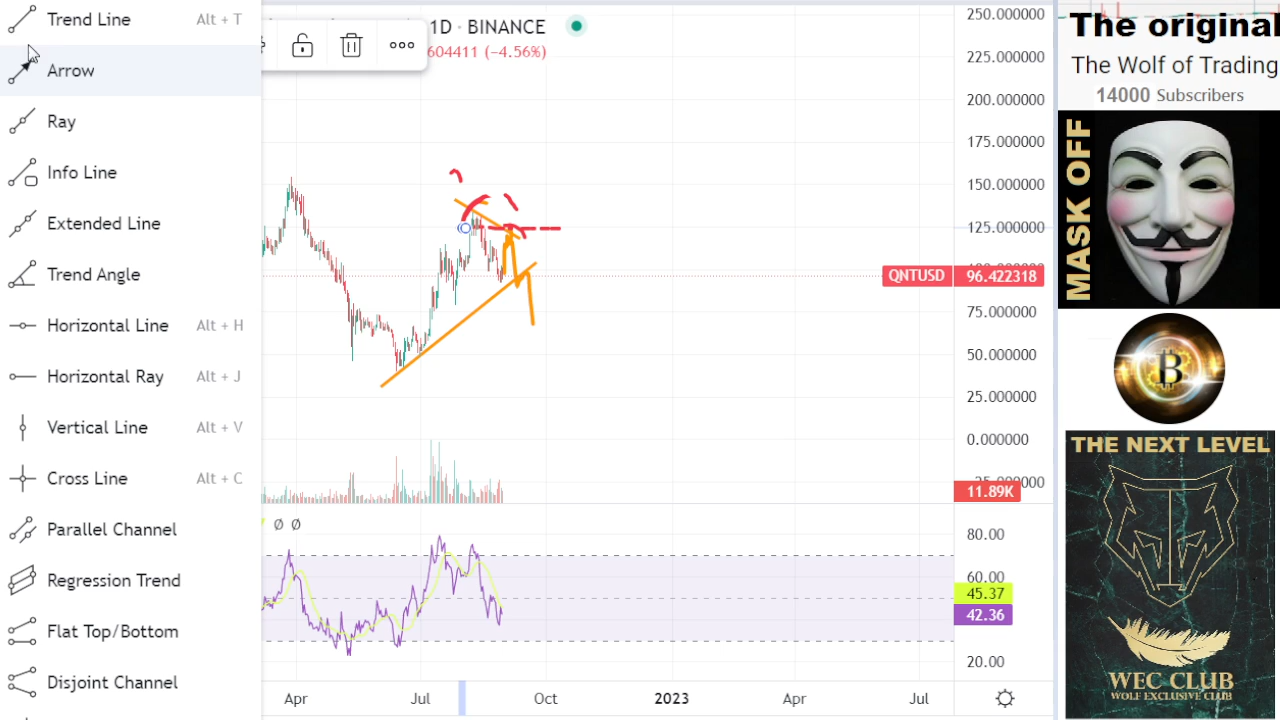 Trend Line Alt + T
Arrow
Ray
Info Line
Extended Line
Trend Angle
Horizontal Line Alt + H
Horizontal Ray Alt + J
Vertical Line Alt + V
Cross Line Alt + C
Parallel Channel
Regression Trend
Flat Top/Bottom
Disjoint Channel
1D · BINANCE
604411 (−4.56%)
250.000000
225.000000
200.000000
175.000000
150.000000
125.000000
QNTUSD 96.422318
75.000000
50.000000
25.000000
0.000000
11.89K
Ø Ø
80.00
60.00
45.37
42.36
20.00
Apr Jul Oct 2023 Apr Jul
The original
The Wolf of Trading
14000 Subscribers
MASK OFF
B
THE NEXT LEVEL
WEC CLUB
WOLF EXCLUSIVE CLUB